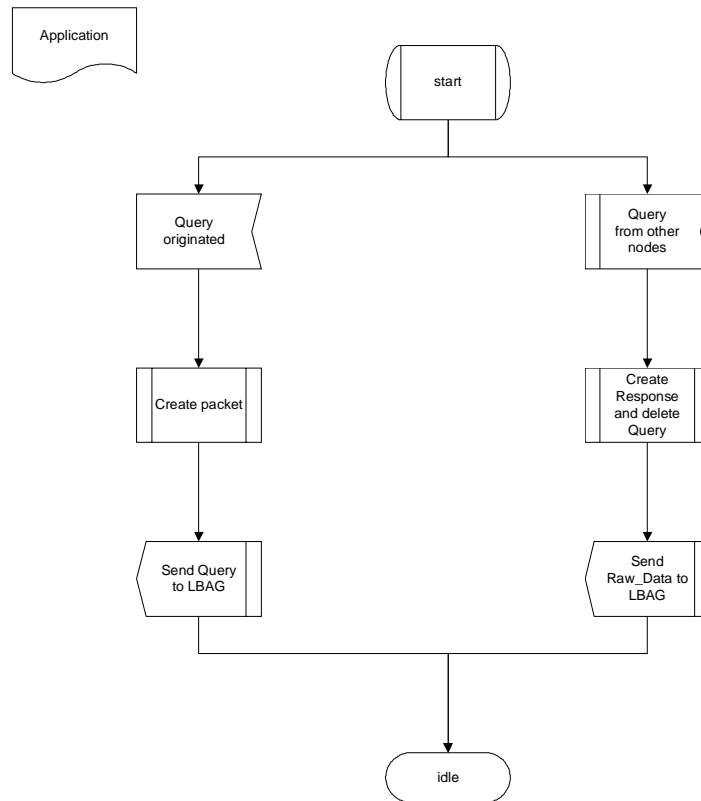 Application
start
Query
originated
Query
from other
nodes
Create packet
Create
Response
and delete
Query
Send Query
to LBAG
Send
Raw_Data to
LBAG
idle